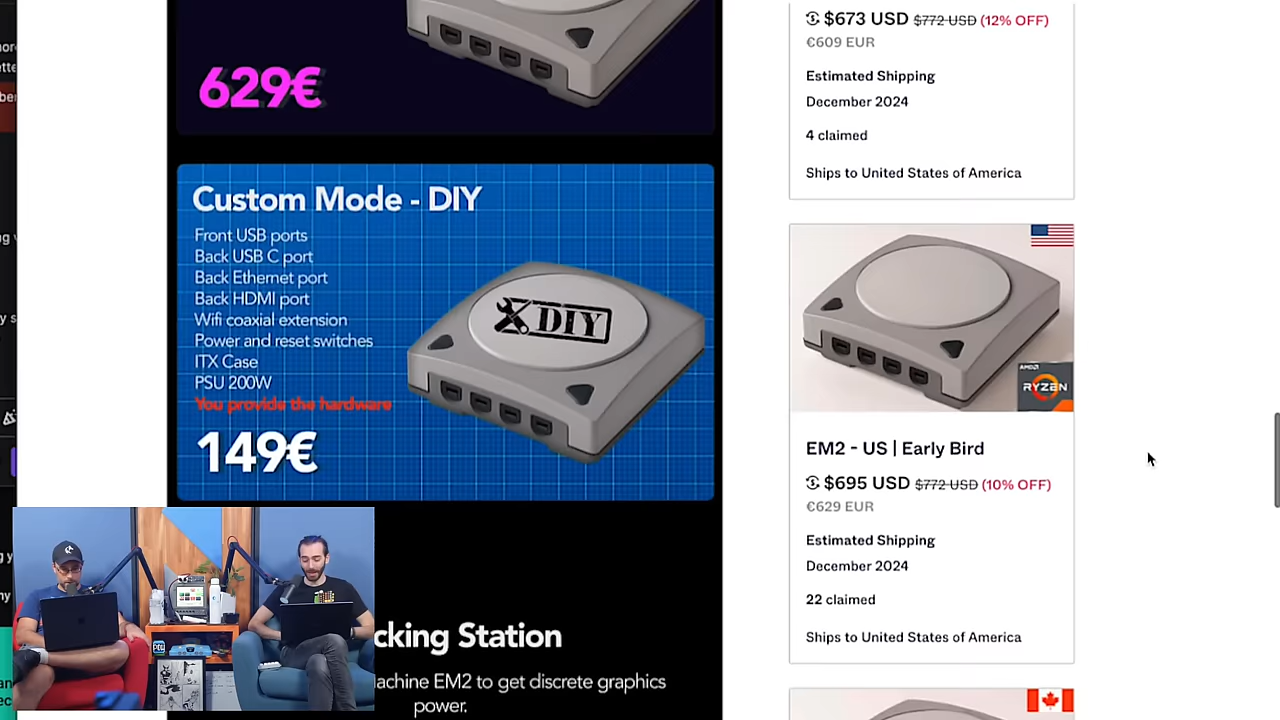 629€
Custom Mode - DIY
Front USB ports
Back USB C port
Back Ethernet port
Back HDMI port
Wifi coaxial extension
Power and reset switches
ITX Case
PSU 200W
You provide the hardware
149€
DIY
cking Station
achine EM2 to get discrete graphics
power.
$673 USD $772 USD (12% OFF)
€609 EUR
Estimated Shipping
December 2024
4 claimed
Ships to United States of America
AMD
RYZEN
EM2 - US | Early Bird
$695 USD $772 USD (10% OFF)
€629 EUR
Estimated Shipping
December 2024
22 claimed
Ships to United States of America